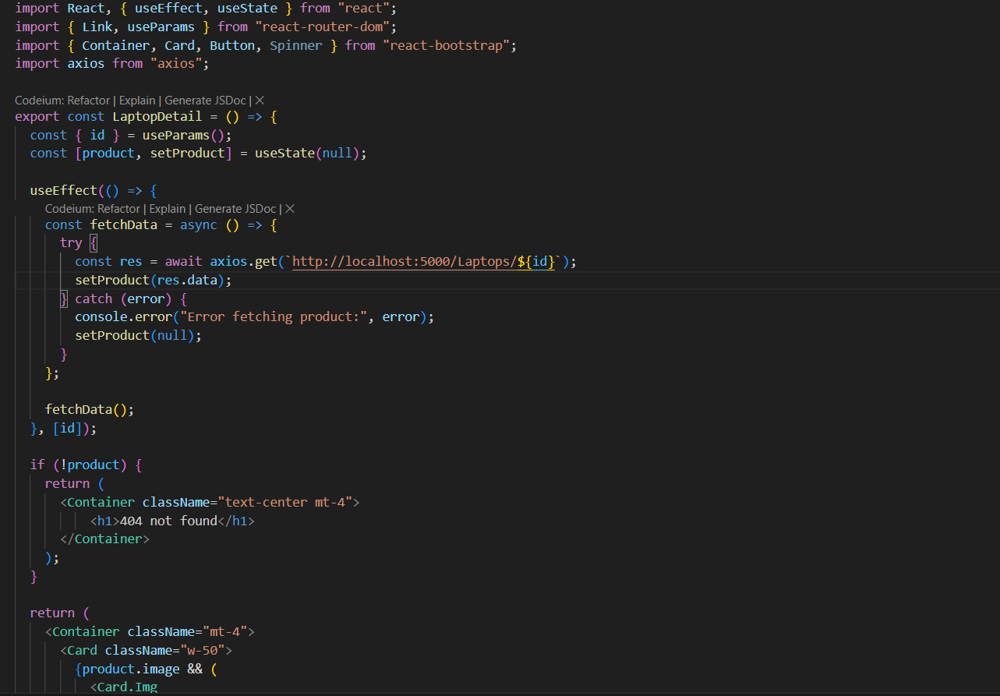 import React, { useEffect, useState } from "react";
import { Link, useParams } from "react-router-dom";
import { Container, Card, Button, Spinner } from "react-bootstrap";
import axios from "axios";

Codeium: Refactor | Explain | Generate JSDoc | ✕
export const LaptopDetail = () => {
  const { id } = useParams();
  const [product, setProduct] = useState(null);

  useEffect(() => {
    Codeium: Refactor | Explain | Generate JSDoc | ✕
    const fetchData = async () => {
      try {
        const res = await axios.get(`http://localhost:5000/Laptops/${id}`);
        setProduct(res.data);
      } catch (error) {
        console.error("Error fetching product:", error);
        setProduct(null);
      }
    };

    fetchData();
  }, [id]);

  if (!product) {
    return (
      <Container className="text-center mt-4">
          <h1>404 not found</h1>
      </Container>
    );
  }

  return (
    <Container className="mt-4">
      <Card className="w-50">
        {product.image && (
          <Card.Img